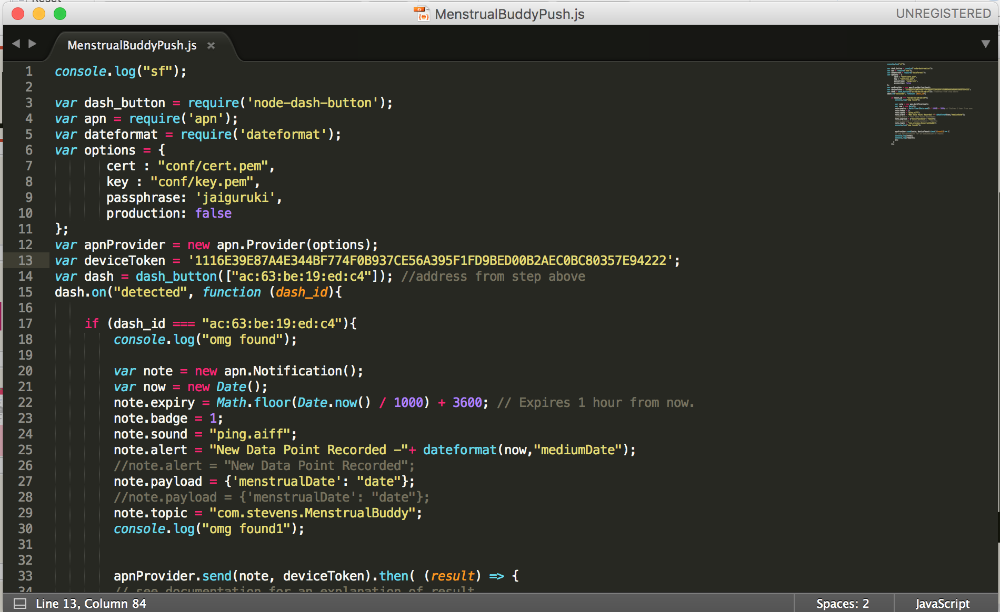 Reset
MenstrualBuddyPush.js
UNREGISTERED
MenstrualBuddyPush.js
1 console.log("sf");
2
3 var dash_button = require('node-dash-button');
4 var apn = require('apn');
5 var dateformat = require('dateformat');
6 var options = {
7 cert : "conf/cert.pem",
8 key : "conf/key.pem",
9 passphrase: 'jaiguruki',
10 production: false
11 };
12 var apnProvider = new apn.Provider(options);
13 var deviceToken = '1116E39E87A4E344BF774F0B937CE56A395F1FD9BED00B2AEC0BC80357E94222';
14 var dash = dash_button(["ac:63:be:19:ed:c4"]); //address from step above
15 dash.on("detected", function (dash_id){
16
17 if (dash_id === "ac:63:be:19:ed:c4"){
18 console.log("omg found");
19
20 var note = new apn.Notification();
21 var now = new Date();
22 note.expiry = Math.floor(Date.now() / 1000) + 3600; // Expires 1 hour from now.
23 note.badge = 1;
24 note.sound = "ping.aiff";
25 note.alert = "New Data Point Recorded -"+ dateformat(now,"mediumDate");
26 //note.alert = "New Data Point Recorded";
27 note.payload = {'menstrualDate': "date"};
28 //note.payload = {'menstrualDate': "date"};
29 note.topic = "com.stevens.MenstrualBuddy";
30 console.log("omg found1");
31
32
33 apnProvider.send(note, deviceToken).then( (result) => {
34 // see documentation for an explanation of result
Line 13, Column 84
Spaces: 2
JavaScript